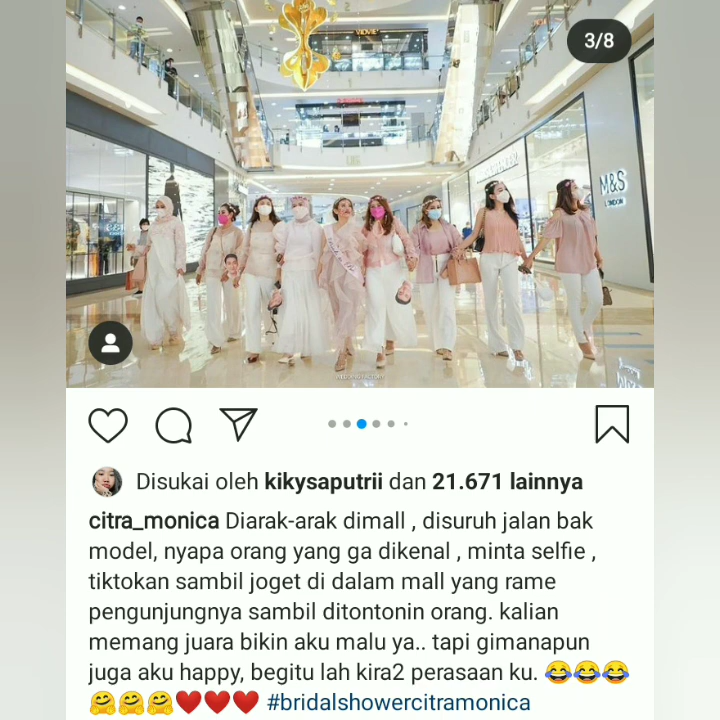 VIOVIE
3/8
M&S
LONDON
Disukai oleh kikysaputrii dan 21.671 lainnya
citra_monica Diarak-arak dimall , disuruh jalan bak
model, nyapa orang yang ga dikenal , minta selfie ,
tiktokan sambil joget di dalam mall yang rame
pengunjungnya sambil ditontonin orang. kalian
memang juara bikin aku malu ya.. tapi gimanapun
juga aku happy, begitu lah kira2 perasaan ku. 😂😂😂
🤗🤗🤗❤️❤️❤️ #bridalshowercitramonica